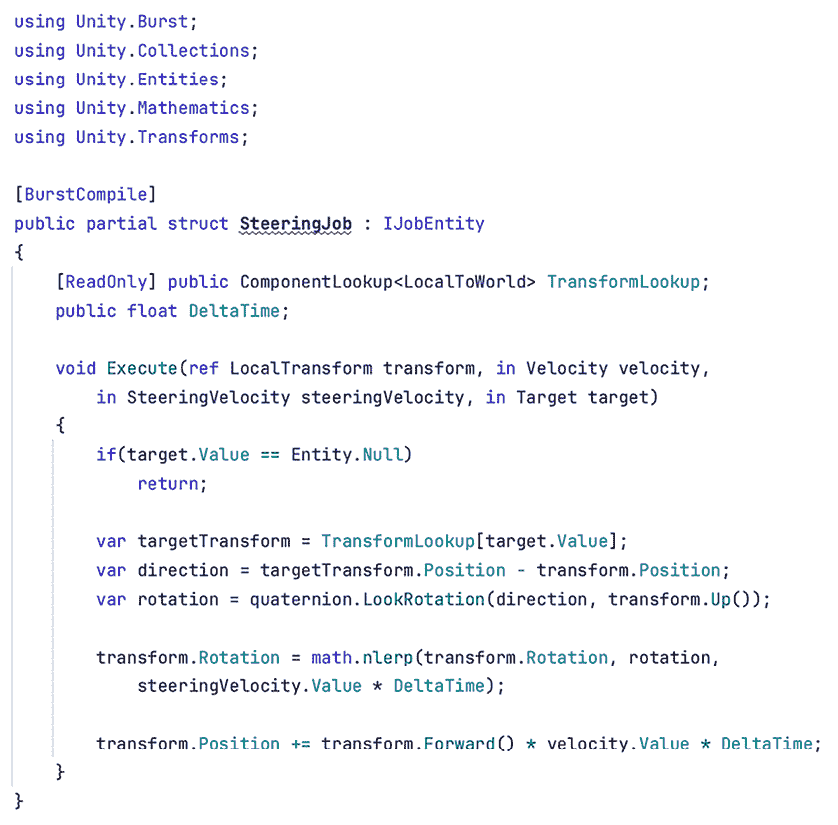 using Unity.Burst;
using Unity.Collections;
using Unity.Entities;
using Unity.Mathematics;
using Unity.Transforms;

[BurstCompile]
public partial struct SteeringJob : IJobEntity
{
    [ReadOnly] public ComponentLookup<LocalToWorld> TransformLookup;
    public float DeltaTime;

    void Execute(ref LocalTransform transform, in Velocity velocity,
        in SteeringVelocity steeringVelocity, in Target target)
    {
        if(target.Value == Entity.Null)
            return;

        var targetTransform = TransformLookup[target.Value];
        var direction = targetTransform.Position - transform.Position;
        var rotation = quaternion.LookRotation(direction, transform.Up());

        transform.Rotation = math.nlerp(transform.Rotation, rotation,
            steeringVelocity.Value * DeltaTime);

        transform.Position += transform.Forward() * velocity.Value * DeltaTime;
    }
}